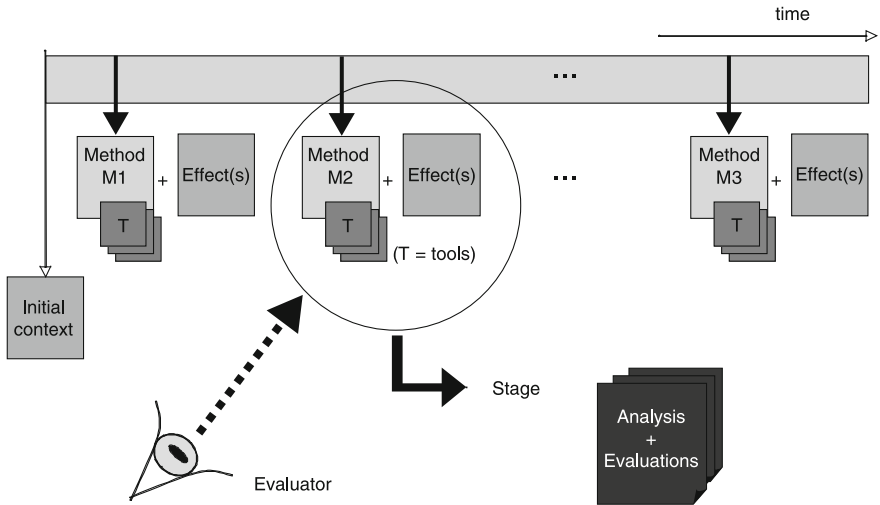 time
...
Method
M1
+
Effect(s)
T
Method
M2
+
Effect(s)
T
(T = tools)
...
Method
M3
+
Effect(s)
T
Initial
context
Stage
Analysis
+
Evaluations
Evaluator